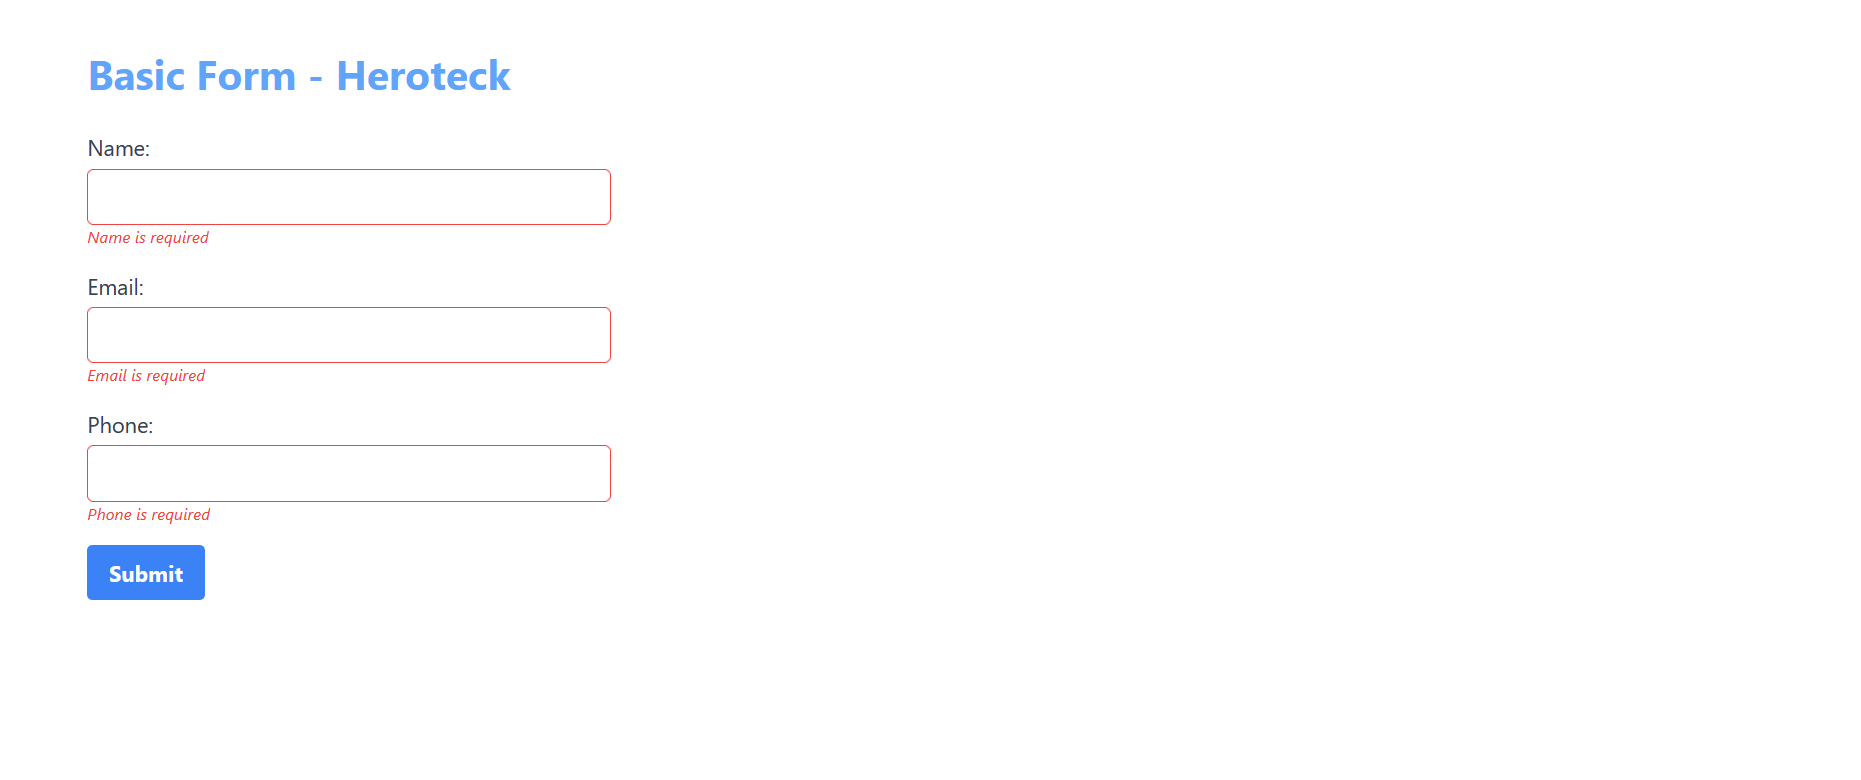 Basic Form - Heroteck
Name:
Name is required
Email:
Email is required
Phone:
Phone is required
Submit